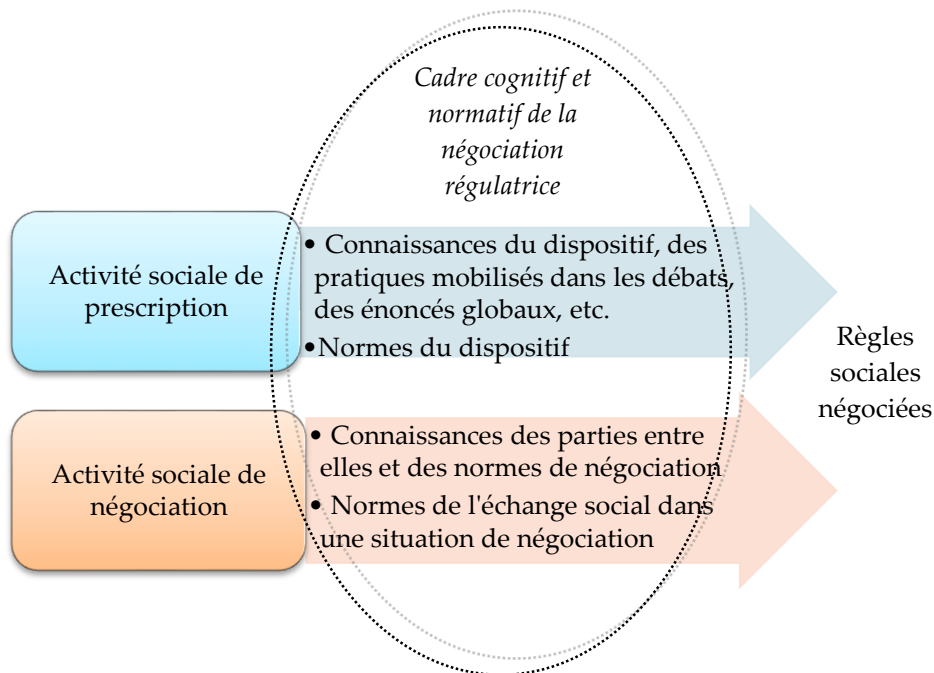 Cadre cognitif et
normatif de la
négociation
régulatrice
Activité sociale de
prescription
• Connaissances du dispositif, des
pratiques mobilisés dans les débats,
des énoncés globaux, etc.
•Normes du dispositif
Règles
sociales
négociées
Activité sociale de
négociation
• Connaissances des parties entre
elles et des normes de négociation
• Normes de l'échange social dans
une situation de négociation